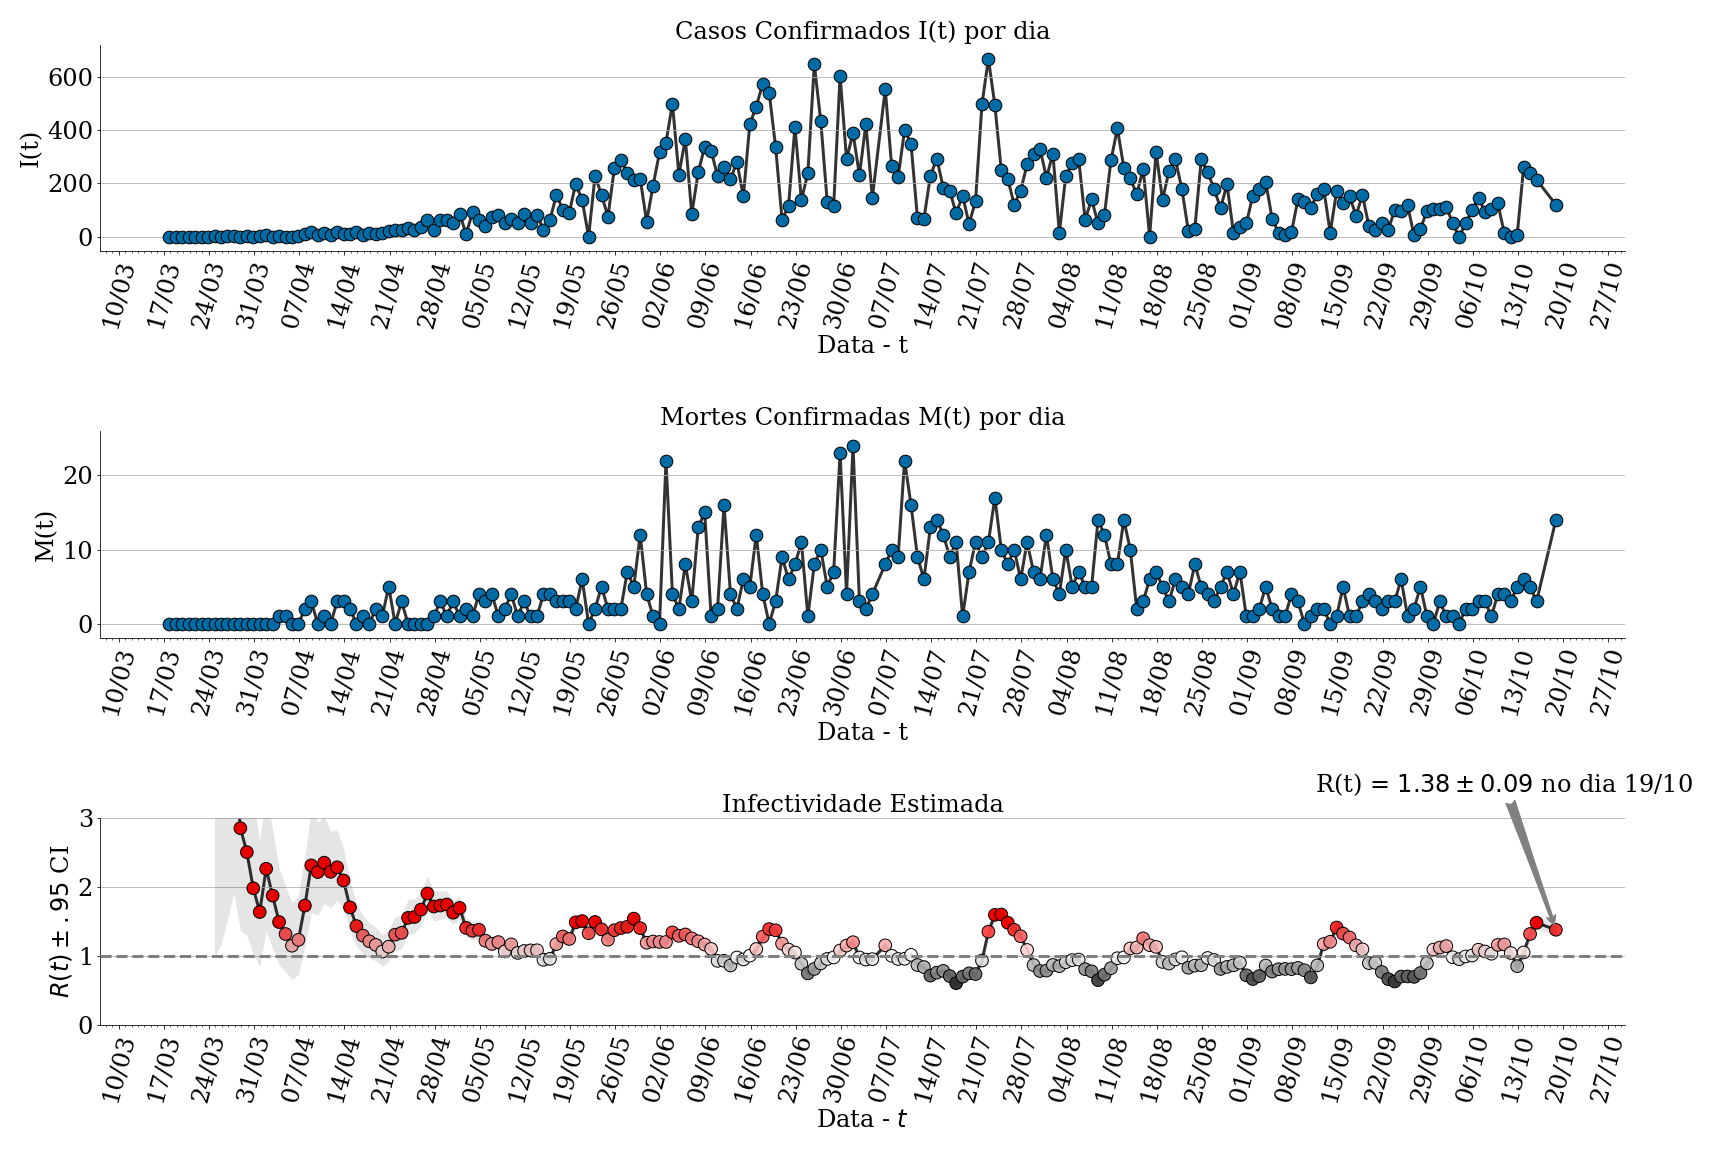 Casos Confirmados I(t) por dia
600
400
200
0
I(t)
10/03 17/03 24/03 31/03 07/04 14/04 21/04 28/04 05/05 12/05 19/05 26/05 02/06 09/06 16/06 23/06 30/06 07/07 14/07 21/07 28/07 04/08 11/08 18/08 25/08 01/09 08/09 15/09 22/09 29/09 06/10 13/10 20/10 27/10
Data - t
Mortes Confirmadas M(t) por dia
20
10
0
M(t)
10/03 17/03 24/03 31/03 07/04 14/04 21/04 28/04 05/05 12/05 19/05 26/05 02/06 09/06 16/06 23/06 30/06 07/07 14/07 21/07 28/07 04/08 11/08 18/08 25/08 01/09 08/09 15/09 22/09 29/09 06/10 13/10 20/10 27/10
Data - t
R(t) = 1.38 ± 0.09 no dia 19/10
Infectividade Estimada
3
2
1
0
R(t) ± .95 CI
10/03 17/03 24/03 31/03 07/04 14/04 21/04 28/04 05/05 12/05 19/05 26/05 02/06 09/06 16/06 23/06 30/06 07/07 14/07 21/07 28/07 04/08 11/08 18/08 25/08 01/09 08/09 15/09 22/09 29/09 06/10 13/10 20/10 27/10
Data - t